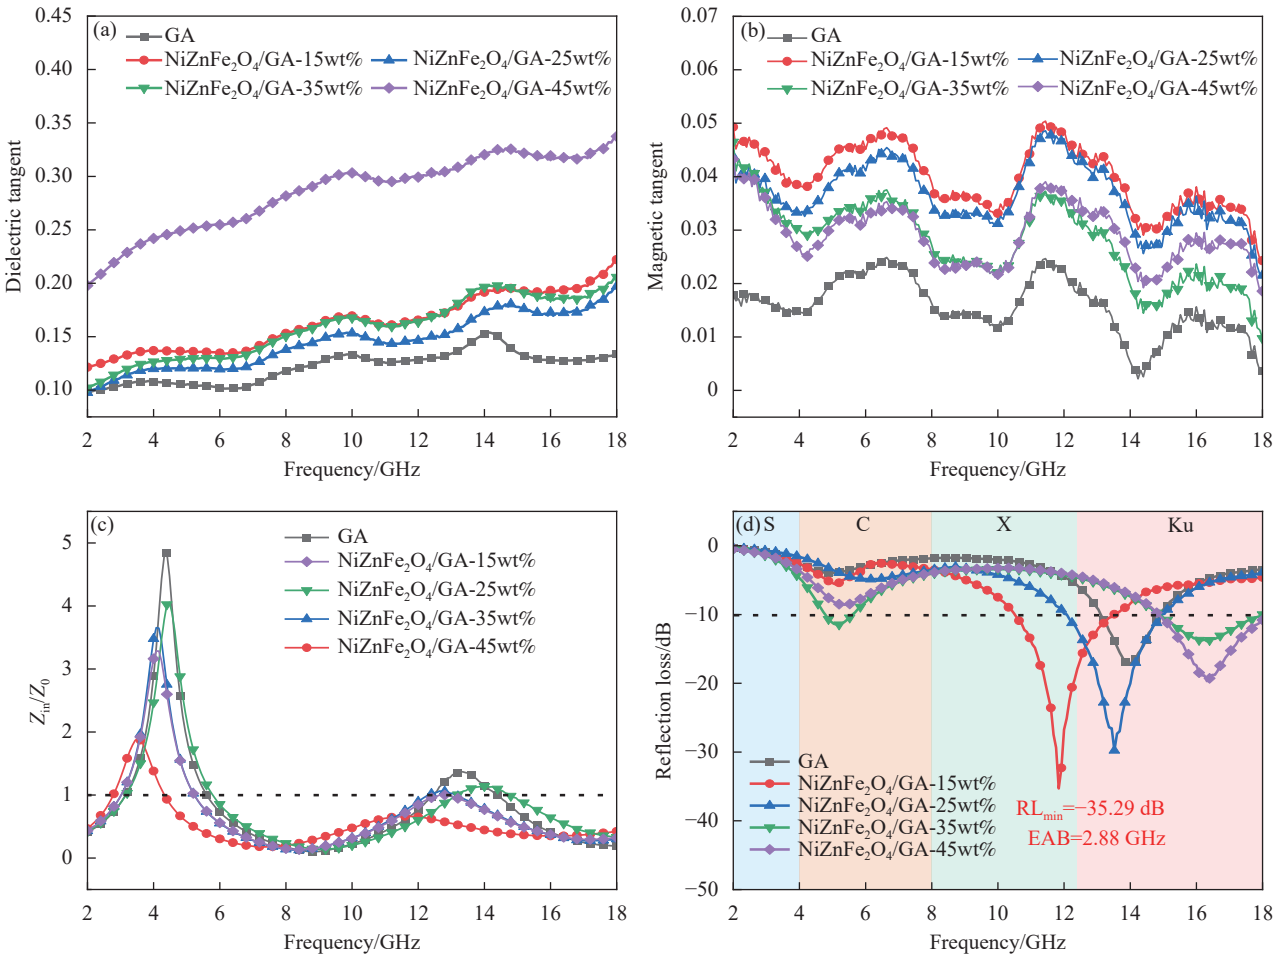 (a)
GA
NiZnFe₂O₄/GA-15wt% NiZnFe₂O₄/GA-25wt%
NiZnFe₂O₄/GA-35wt% NiZnFe₂O₄/GA-45wt%
Dielectric tangent
0.45
0.40
0.35
0.30
0.25
0.20
0.15
0.10
2 4 6 8 10 12 14 16 18
Frequency/GHz
(b)
GA
NiZnFe₂O₄/GA-15wt% NiZnFe₂O₄/GA-25wt%
NiZnFe₂O₄/GA-35wt% NiZnFe₂O₄/GA-45wt%
Magnetic tangent
0.07
0.06
0.05
0.04
0.03
0.02
0.01
0
2 4 6 8 10 12 14 16 18
Frequency/GHz
(c)
GA
NiZnFe₂O₄/GA-15wt%
NiZnFe₂O₄/GA-25wt%
NiZnFe₂O₄/GA-35wt%
NiZnFe₂O₄/GA-45wt%
Z_in/Z₀
5
4
3
2
1
0
2 4 6 8 10 12 14 16 18
Frequency/GHz
(d) S C X Ku
Reflection loss/dB
0
−10
−20
−30
−40
−50
GA
NiZnFe₂O₄/GA-15wt%
NiZnFe₂O₄/GA-25wt%
NiZnFe₂O₄/GA-35wt%
NiZnFe₂O₄/GA-45wt%
RL_min=−35.29 dB
EAB=2.88 GHz
2 4 6 8 10 12 14 16 18
Frequency/GHz